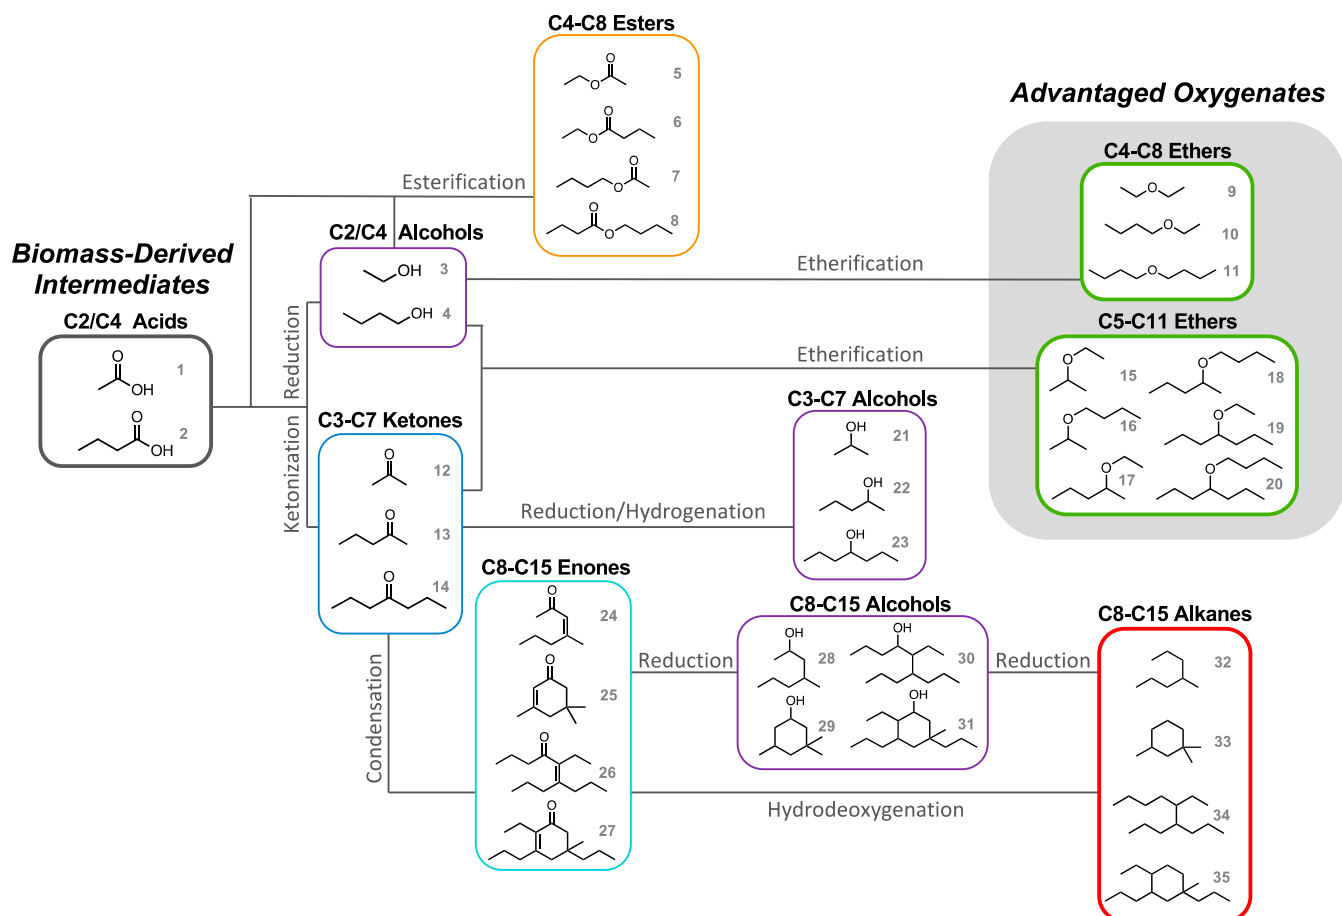 C4-C8 Esters
O
O
5
O
O
6
O
O
7
O
O
8
Esterification
Advantaged Oxygenates
C4-C8 Ethers
O
9
O
10
O
11
Biomass-Derived
Intermediates
C2/C4 Acids
O
OH
1
O
OH
2
Reduction
Ketonization
C2/C4 Alcohols
OH
3
OH
4
Etherification
Etherification
C5-C11 Ethers
O
15
O
18
O
16
O
19
O
17
O
20
C3-C7 Ketones
O
12
O
13
O
14
Reduction/Hydrogenation
C3-C7 Alcohols
OH
21
OH
22
OH
23
Condensation
C8-C15 Enones
O
24
O
25
O
26
O
27
Reduction
C8-C15 Alcohols
OH
28
OH
30
OH
29
OH
31
Reduction
Hydrodeoxygenation
C8-C15 Alkanes
32
33
34
35